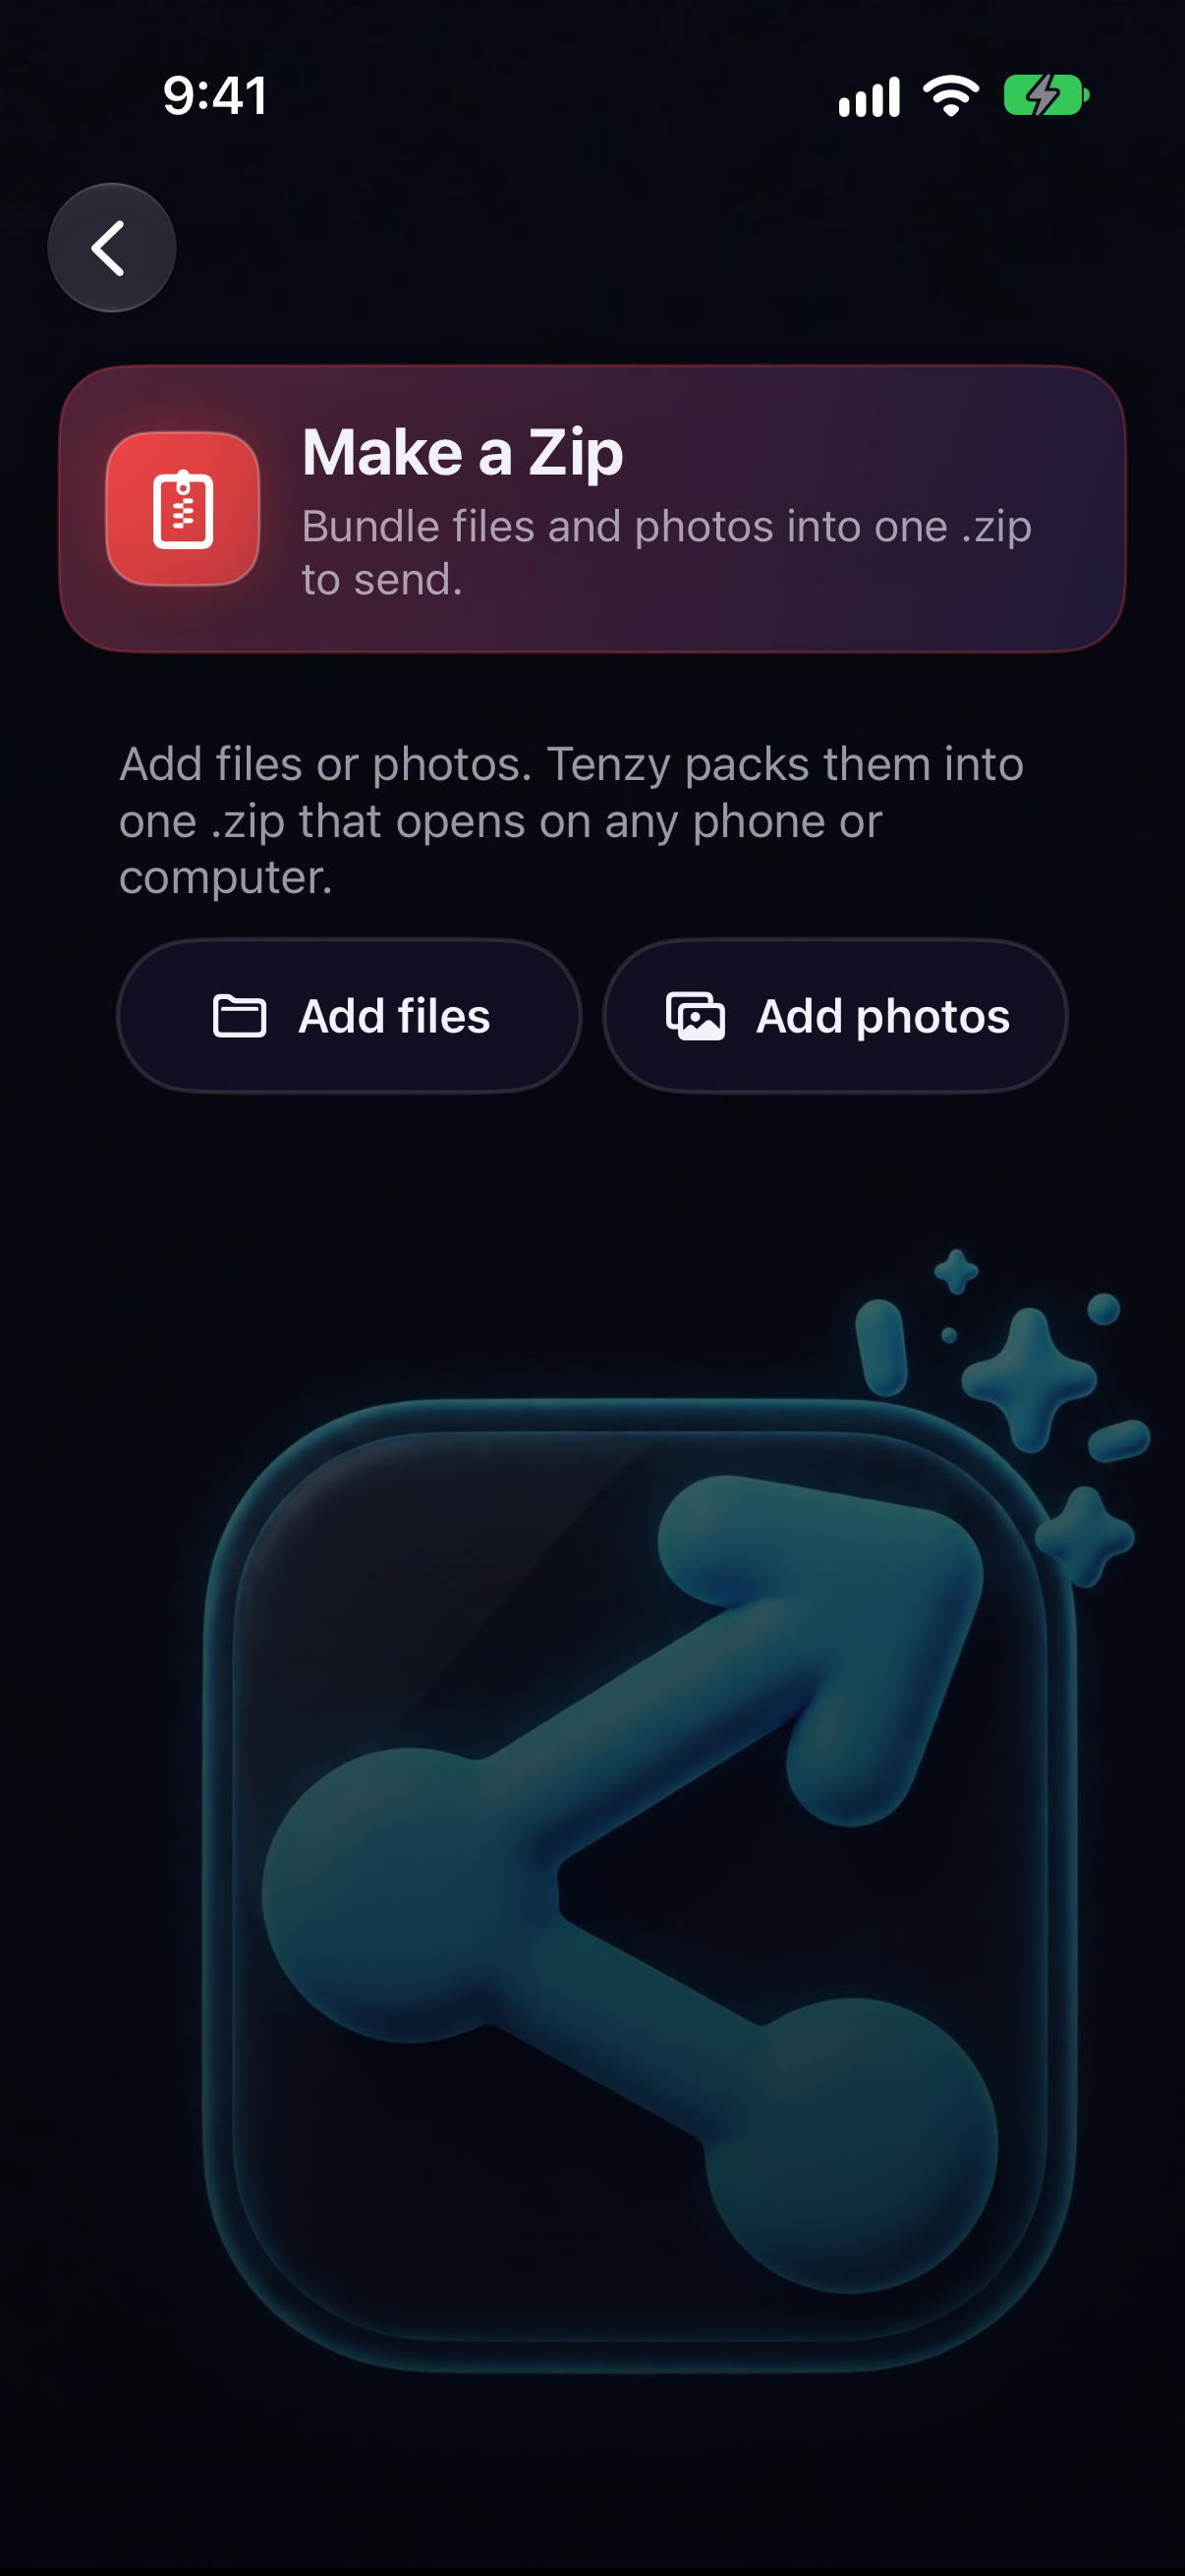 9:41
Make a Zip
Bundle files and photos into one .zip
to send.
Add files or photos. Tenzy packs them into
one .zip that opens on any phone or
computer.
Add files
Add photos